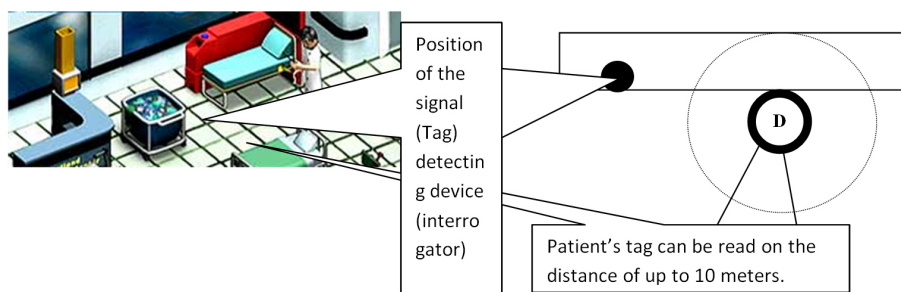 Position
of the
signal
(Tag)
detectin
g device
(interro
gator)
D
Patient's tag can be read on the
distance of up to 10 meters.